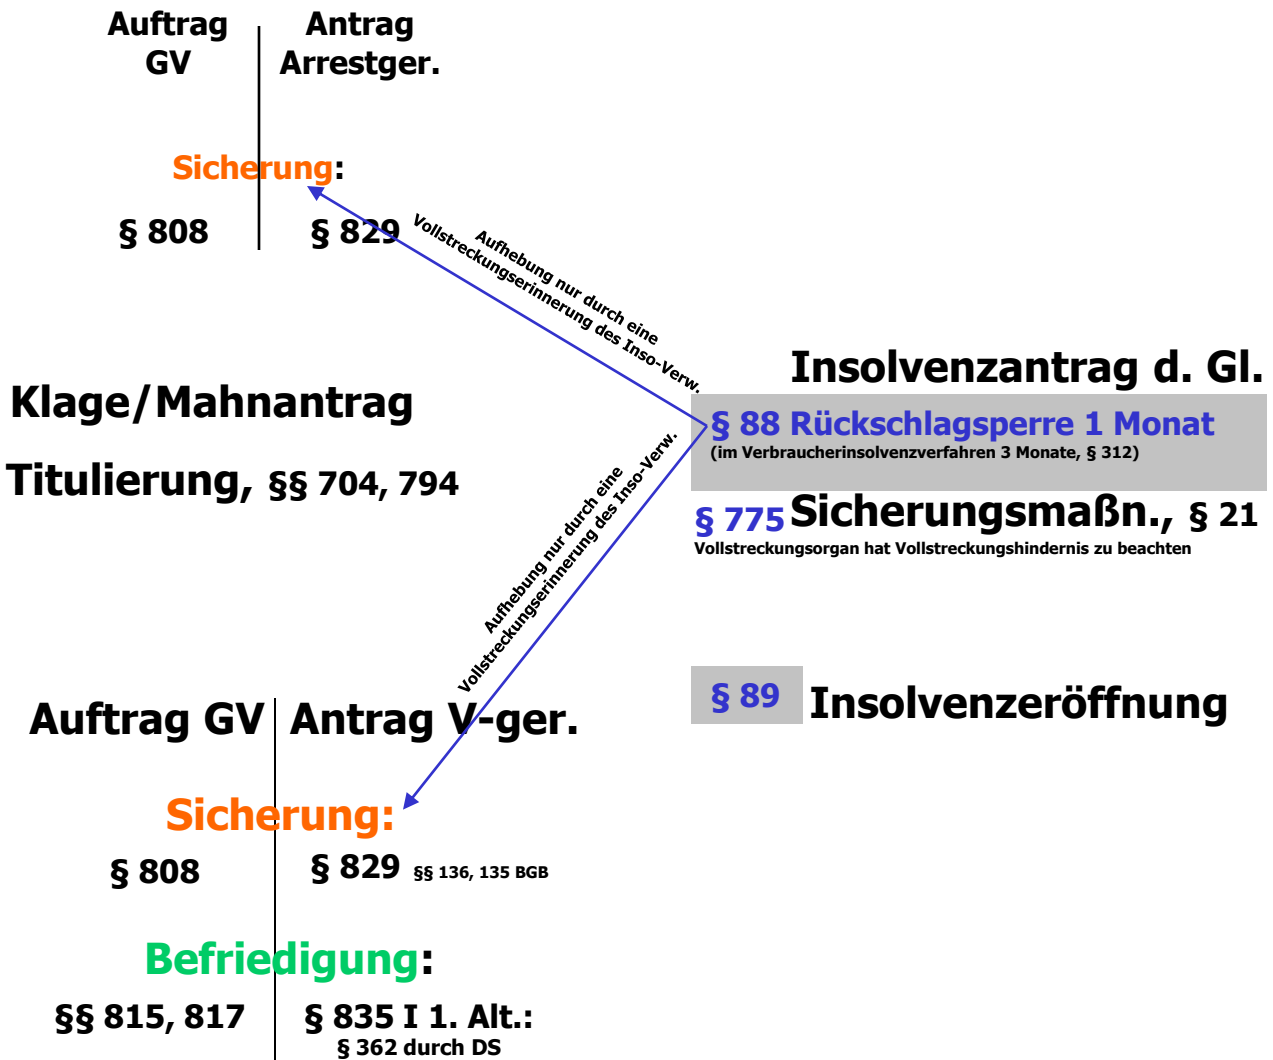 Auftrag GV
Antrag Arrestger.
Sicherung:
§ 808
§ 829
Aufhebung nur durch eine
Vollstreckungserinnerung des Inso-Verw.
Klage/Mahnantrag
Titulierung, §§ 704, 794
Insolvenzantrag d. Gl.
§ 88 Rückschlagsperre 1 Monat
(im Verbraucherinsolvenzverfahren 3 Monate, § 312)
§ 775 Sicherungsmaßn., § 21
Vollstreckungsorgan hat Vollstreckungshindernis zu beachten
Aufhebung nur durch eine
Vollstreckungserinnerung des Inso-Verw.
§ 89 Insolvenzeröffnung
Auftrag GV
Antrag V-ger.
Sicherung:
§ 808
§ 829 §§ 136, 135 BGB
Befriedigung:
§§ 815, 817
§ 835 I 1. Alt.:
§ 362 durch DS